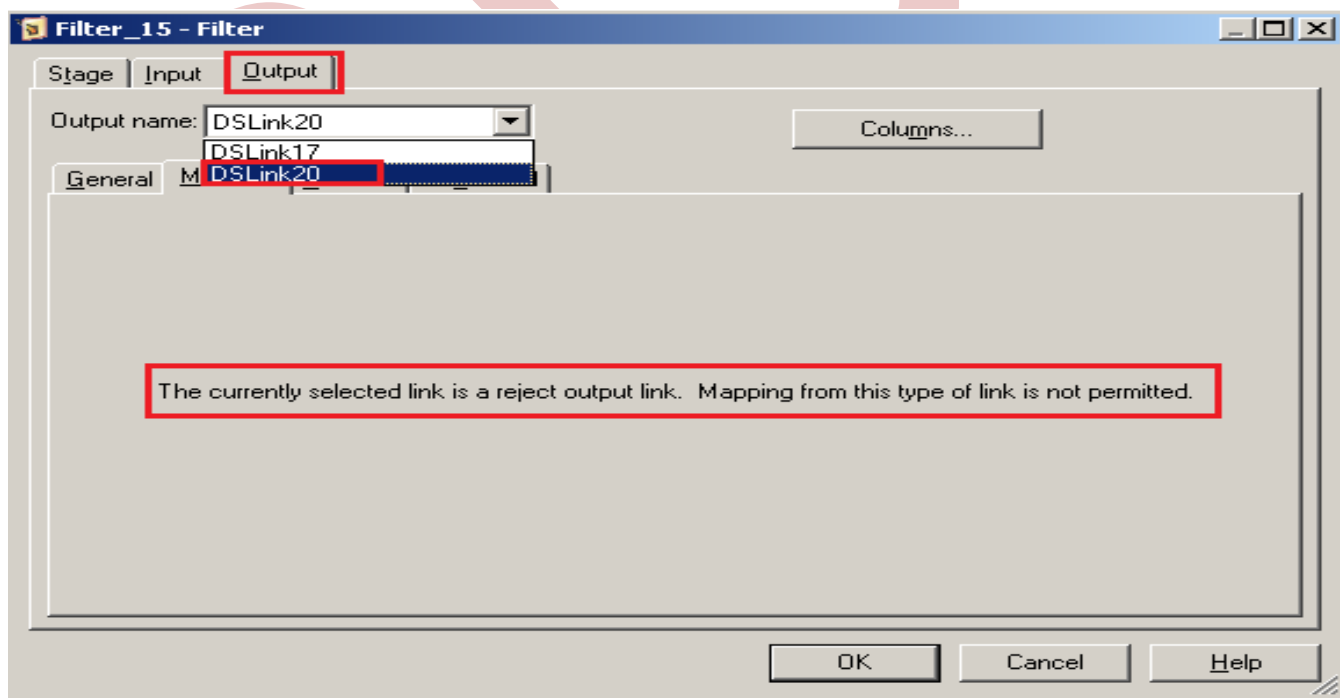 Filter_15 - Filter
Stage Input Output
Output name: DSLink20
Columns...
DSLink17
DSLink20
General M
The currently selected link is a reject output link. Mapping from this type of link is not permitted.
OK Cancel Help